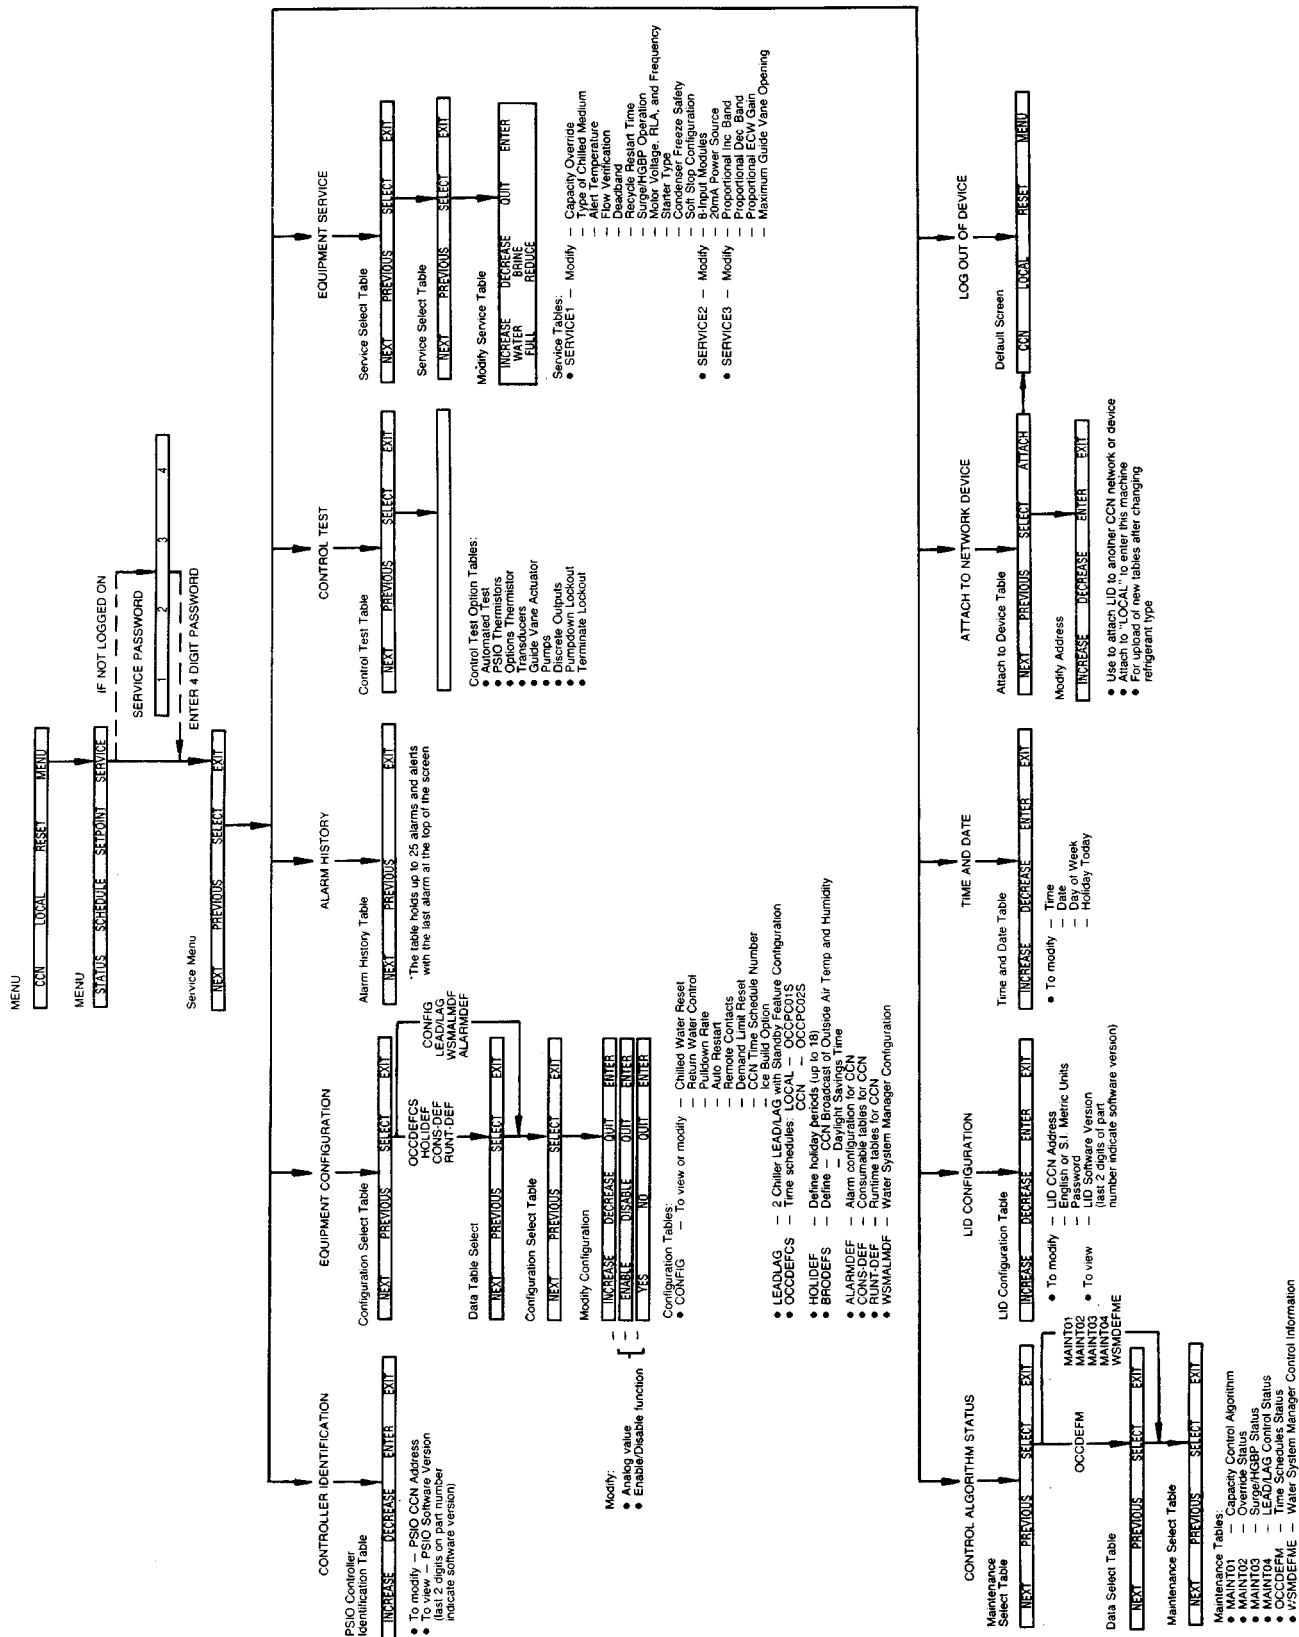 MENU
CCN LOCAL RESET MENU
MENU
STATUS SCHEDULE SETPOINT SERVICE
IF NOT LOGGED ON
SERVICE PASSWORD
1 2 3 4
ENTER 4 DIGIT PASSWORD
Service Menu
NEXT PREVIOUS SELECT EXIT
CONTROLLER IDENTIFICATION
PSIO Controller
Identification Table
INCREASE DECREASE ENTER EXIT
• To modify – PSIO CCN Address
• To view – PSIO Software Version
(last 2 digits on part number
indicate software version)
EQUIPMENT CONFIGURATION
Configuration Select Table
NEXT PREVIOUS SELECT EXIT
OCCDEFCS
HOLIDEF
CONS-DEF
RUNT-DEF
CONFIG
LEAD/LAG
WSMALMDF
ALARMDEF
Data Table Select
NEXT PREVIOUS SELECT EXIT
Configuration Select Table
NEXT PREVIOUS SELECT EXIT
Modify Configuration
INCREASE DECREASE QUIT ENTER
ENABLE DISABLE QUIT ENTER
YES NO QUIT ENTER
Modify:
• Analog value
• Enable/Disable function
Configuration Tables:
• CONFIG – To view or modify – Chilled Water Reset
– Return Water Control
– Pulldown Rate
– Auto Restart
– Remote Contacts
– Demand Limit Reset
– CCN Time Schedule Number
– Ice Build Option
• LEADLAG – 2 Chiller LEAD/LAG with Standby Feature Configuration
• OCCDEFCS – Time schedules: LOCAL – OCCPC01S
CCN – OCCPC02S
• HOLIDEF – Define holiday periods (up to 18)
• BRODEFS – Define – CCN Broadcast of Outside Air Temp and Humidity
– Daylight Savings Time
• ALARMDEF – Alarm configuration for CCN
• CONS-DEF – Consumable tables for CCN
• RUNT-DEF – Runtime tables for CCN
• WSMALMDF – Water System Manager Configuration
ALARM HISTORY
Alarm History Table
NEXT PREVIOUS EXIT
*The table holds up to 25 alarms and alerts
with the last alarm at the top of the screen
CONTROL TEST
Control Test Table
NEXT PREVIOUS SELECT EXIT
Control Test Option Tables:
• Automated Test
• PSIO Thermistors
• Options Thermistor
• Transducers
• Guide Vane Actuator
• Pumps
• Discrete Outputs
• Pumpdown Lockout
• Terminate Lockout
EQUIPMENT SERVICE
Service Select Table
NEXT PREVIOUS SELECT EXIT
Service Select Table
NEXT PREVIOUS SELECT EXIT
Modify Service Table
INCREASE DECREASE QUIT ENTER
WATER BRINE
FULL REDUCE
Service Tables:
• SERVICE1 – Modify – Capacity Override
– Type of Chilled Medium
– Alert Temperature
– Flow Verification
– Deadband
– Recycle Restart Time
– Surge/HGBP Operation
– Motor Voltage, RLA, and Frequency
– Starter Type
– Condenser Freeze Safety
– Soft Stop Configuration
• SERVICE2 – Modify – 8-Input Modules
– 20mA Power Source
• SERVICE3 – Modify – Proportional Inc Band
– Proportional Dec Band
– Proportional ECW Gain
– Maximum Guide Vane Opening
CONTROL ALGORITHM STATUS
Maintenance
Select Table
NEXT PREVIOUS SELECT EXIT
OCCDEFM
MAINT01
MAINT02
MAINT03
MAINT04
WSMDEFME
Data Select Table
NEXT PREVIOUS SELECT EXIT
Maintenance Select Table
NEXT PREVIOUS SELECT EXIT
Maintenance Tables:
• MAINT01 – Capacity Control Algorithm
• MAINT02 – Override Status
• MAINT03 – Surge/HGBP Status
• MAINT04 – LEAD/LAG Control Status
• OCCDEFM – Time Schedules Status
• WSMDEFME – Water System Manager Control Information
LID CONFIGURATION
LID Configuration Table
INCREASE DECREASE ENTER EXIT
• To modify – LID CCN Address
– English or S.I. Metric Units
– Password
• To view – LID Software Version
(last 2 digits of part
number indicate software version)
TIME AND DATE
Time and Date Table
INCREASE DECREASE ENTER EXIT
• To modify – Time
– Date
– Day of Week
– Holiday Today
ATTACH TO NETWORK DEVICE
Attach to Device Table
NEXT PREVIOUS SELECT ATTACH
Modify Address
INCREASE DECREASE ENTER EXIT
• Use to attach LID to another CCN network or device
• Attach to "LOCAL" to enter this machine
• For upload of new tables after changing
refrigerant type
LOG OUT OF DEVICE
Default Screen
CCN LOCAL RESET MENU